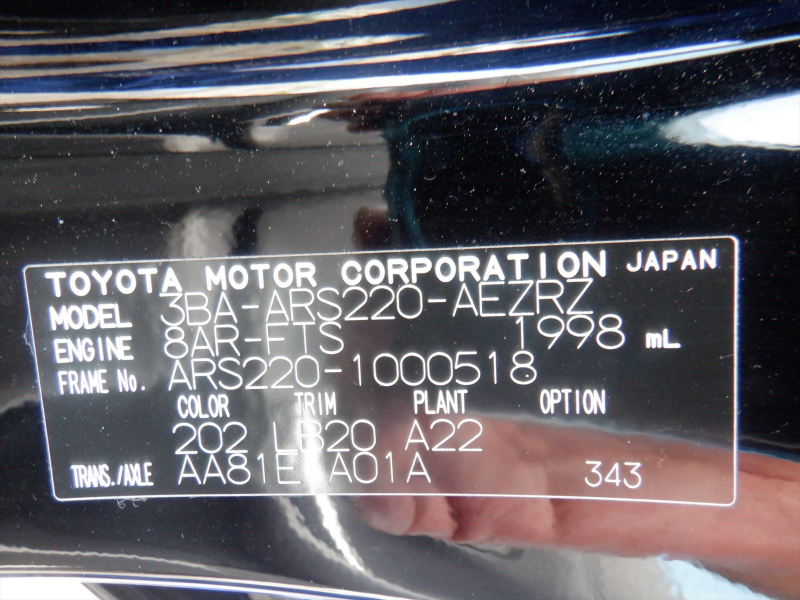 TOYOTA MOTOR CORPORATION JAPAN
MODEL 3BA-ARS220-AEZRZ
ENGINE 8AR-FTS 1998 mL
FRAME No. ARS220-1000518
COLOR TRIM PLANT OPTION
202 LB20 A22
TRANS./AXLE AA81E A01A 343